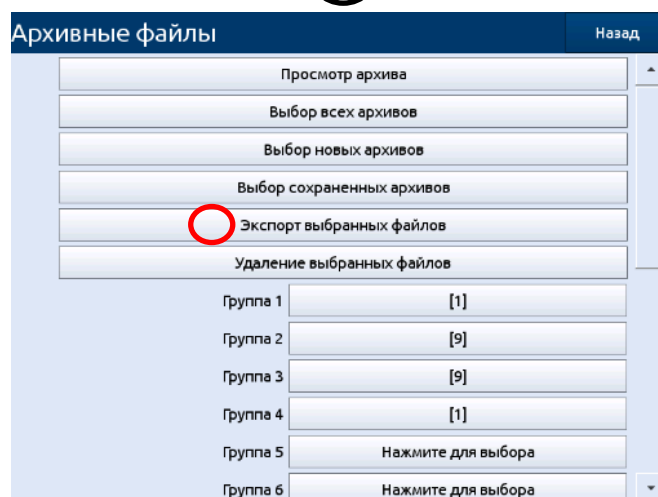 Архивные файлы Назад
Просмотр архива
Выбор всех архивов
Выбор новых архивов
Выбор сохраненных архивов
Экспорт выбранных файлов
Удаление выбранных файлов
Группа 1 [1]
Группа 2 [9]
Группа 3 [9]
Группа 4 [1]
Группа 5 Нажмите для выбора
Группа 6 Нажмите для выбора